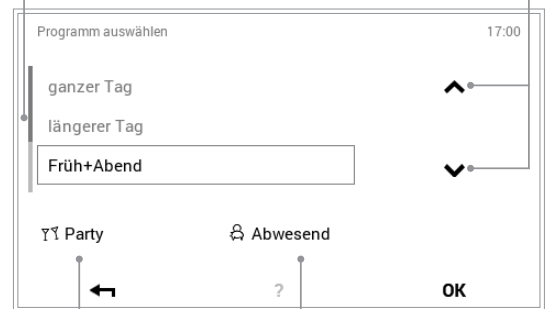 Programm auswählen 17:00
ganzer Tag
längerer Tag
Früh+Abend
Party Abwesend
? OK